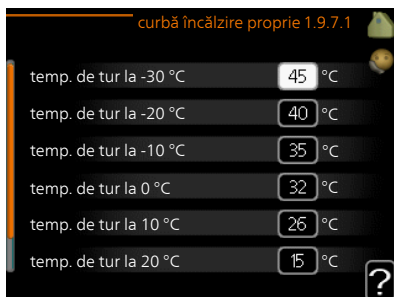 curbă încălzire proprie 1.9.7.1
temp. de tur la -30 °C 45 °C
temp. de tur la -20 °C 40 °C
temp. de tur la -10 °C 35 °C
temp. de tur la 0 °C 32 °C
temp. de tur la 10 °C 26 °C
temp. de tur la 20 °C 15 °C
?